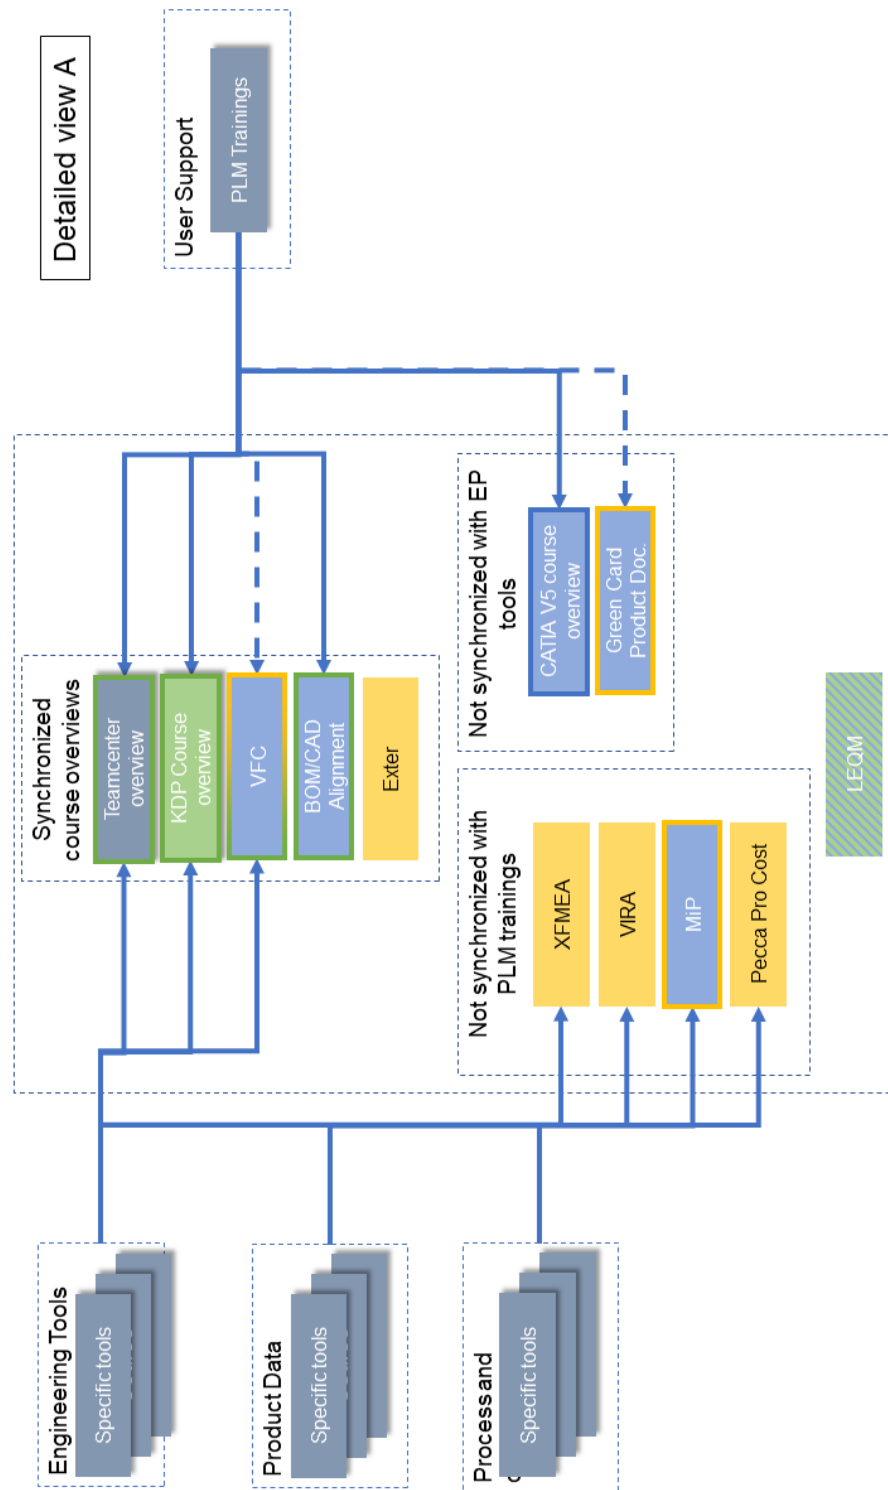 Detailed view A
Engineering Tools
Specific tools
Product Data
Specific tools
Process and
Specific tools
Synchronized
course overviews
Teamcenter
overview
KDP Course
overview
VFC
BOM/CAD
Alignment
Exter
Not synchronized with
PLM trainings
XFMEA
VIRA
MiP
Pecca Pro Cost
Not synchronized with EP
tools
CATIA V5 course
overview
Green Card
Product Doc.
LEQM
User Support
PLM Trainings